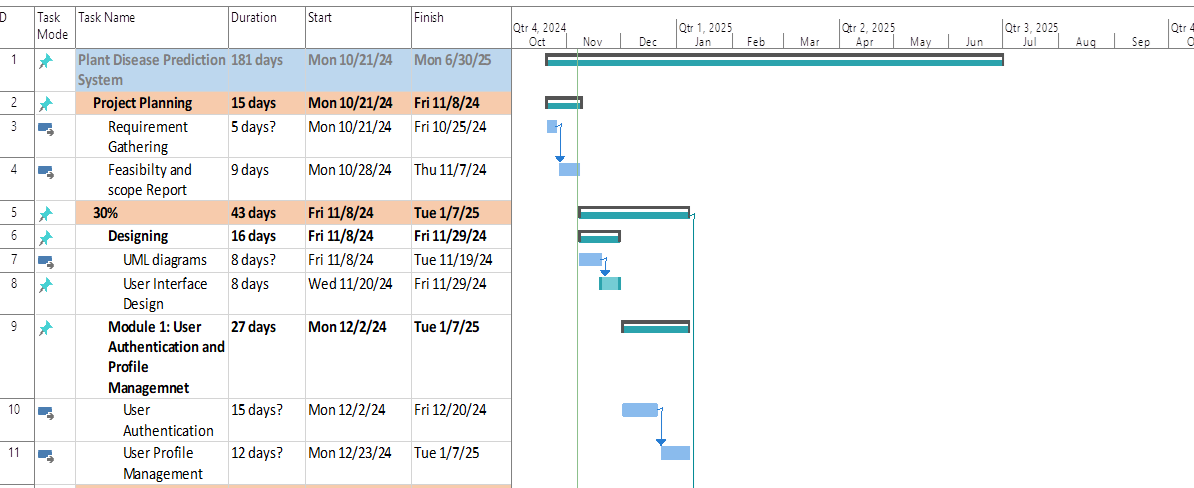 D Task Mode Task Name Duration Start Finish
Qtr 4, 2024 Qtr 1, 2025 Qtr 2, 2025 Qtr 3, 2025 Qtr 4
Oct Nov Dec Jan Feb Mar Apr May Jun Jul Aug Sep O
1 Plant Disease Prediction 181 days Mon 10/21/24 Mon 6/30/25
System
2 Project Planning 15 days Mon 10/21/24 Fri 11/8/24
3 Requirement 5 days? Mon 10/21/24 Fri 10/25/24
Gathering
4 Feasibilty and 9 days Mon 10/28/24 Thu 11/7/24
scope Report
5 30% 43 days Fri 11/8/24 Tue 1/7/25
6 Designing 16 days Fri 11/8/24 Fri 11/29/24
7 UML diagrams 8 days? Fri 11/8/24 Tue 11/19/24
8 User Interface 8 days Wed 11/20/24 Fri 11/29/24
Design
9 Module 1: User 27 days Mon 12/2/24 Tue 1/7/25
Authentication and
Profile
Managemnet
10 User 15 days? Mon 12/2/24 Fri 12/20/24
Authentication
11 User Profile 12 days? Mon 12/23/24 Tue 1/7/25
Management